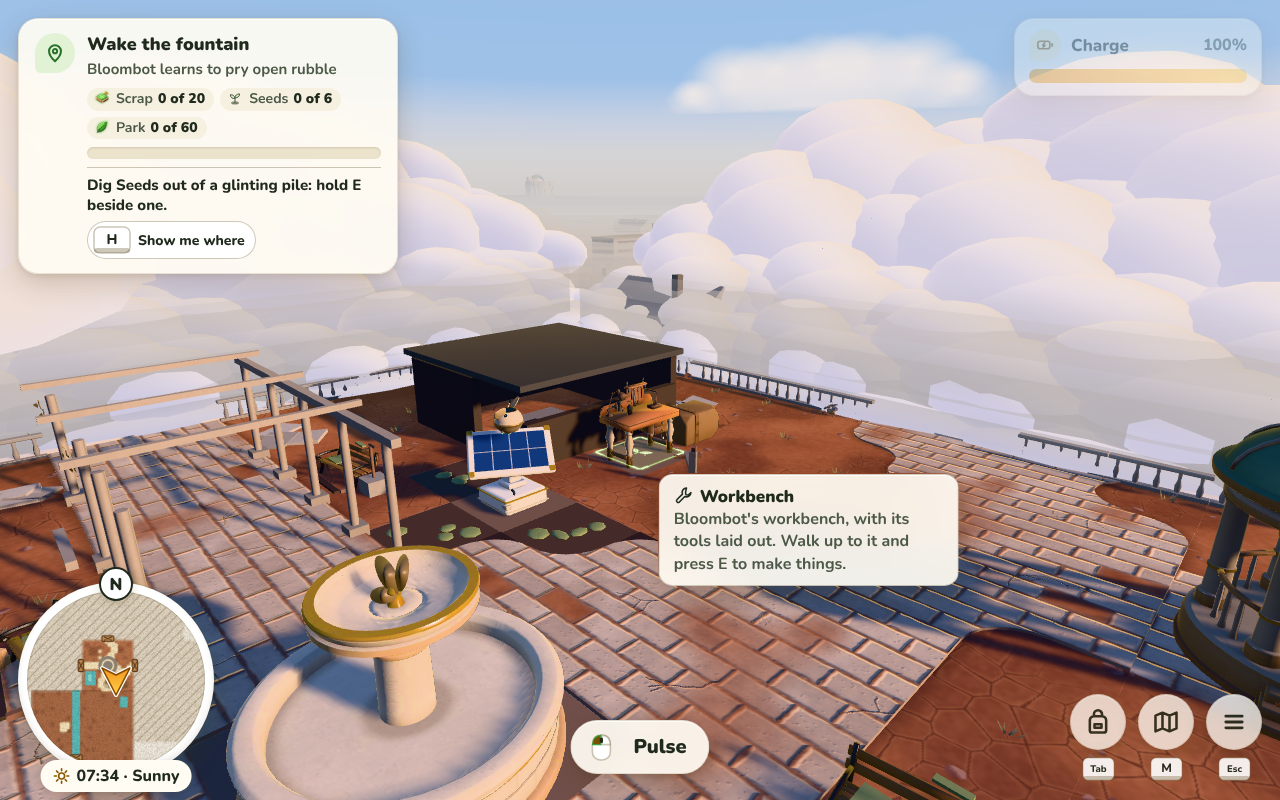 Wake the fountain
Bloombot learns to pry open rubble
Scrap 0 of 20
Seeds 0 of 6
Park 0 of 60
Dig Seeds out of a glinting pile: hold E
beside one.
H
Show me where
Charge
100%
Workbench
Bloombot's workbench, with its
tools laid out. Walk up to it and
press E to make things.
N
07:34 · Sunny
Pulse
Tab
M
Esc